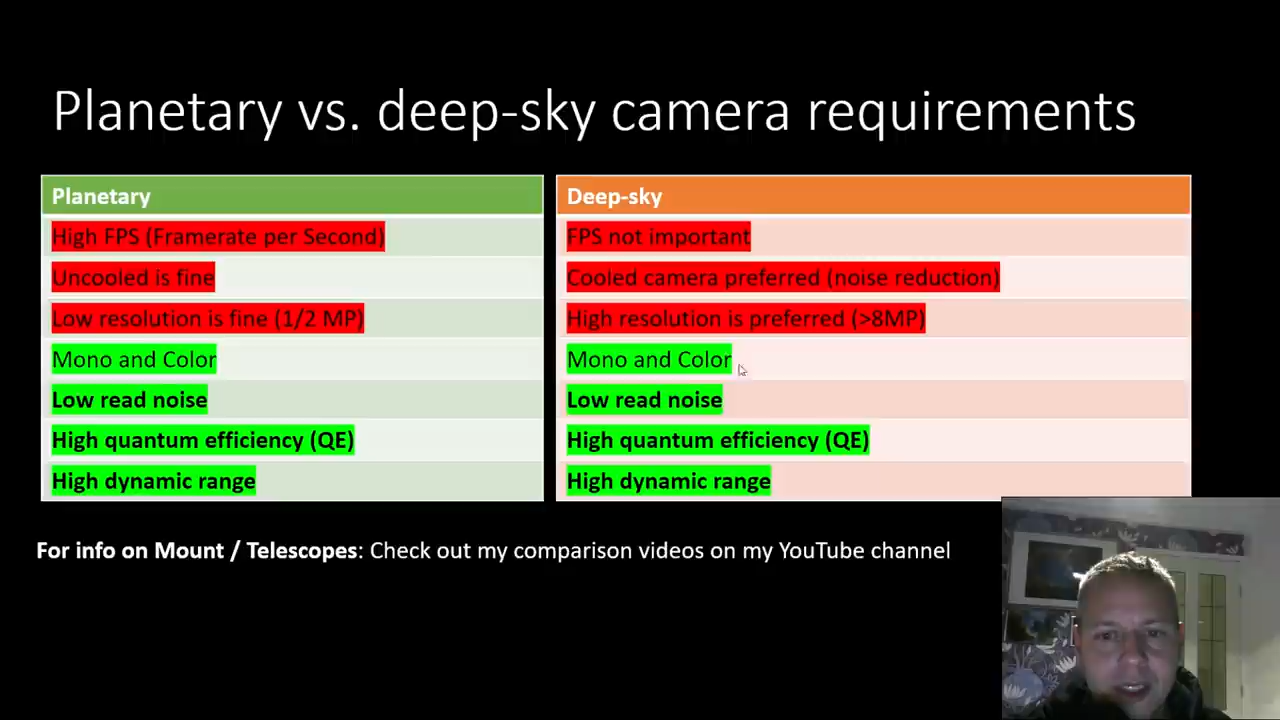 Planetary vs. deep-sky camera requirements
Planetary
High FPS (Framerate per Second)
Uncooled is fine
Low resolution is fine (1/2 MP)
Mono and Color
Low read noise
High quantum efficiency (QE)
High dynamic range
Deep-sky
FPS not important
Cooled camera preferred (noise reduction)
High resolution is preferred (>8MP)
Mono and Color
Low read noise
High quantum efficiency (QE)
High dynamic range
For info on Mount / Telescopes: Check out my comparison videos on my YouTube channel